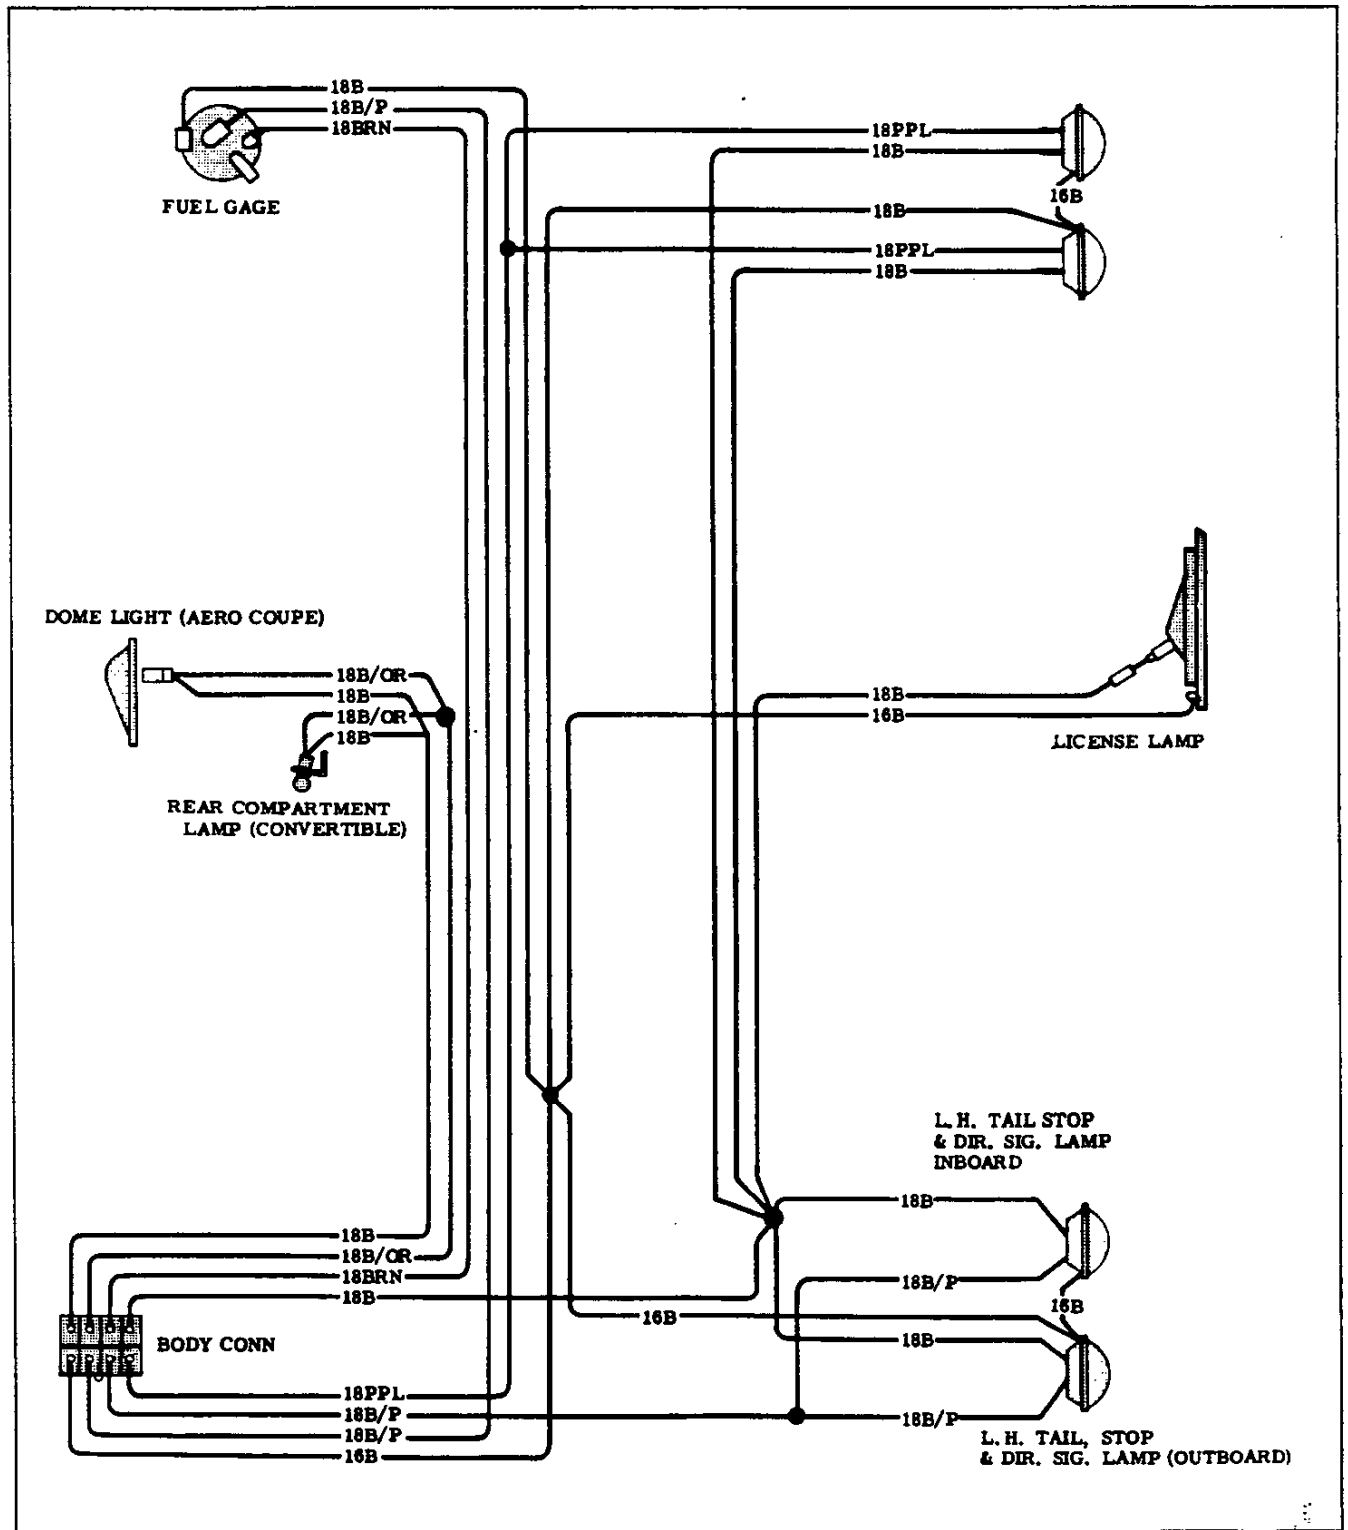 18B
18B/P
18BRN
FUEL GAGE
18PPL
18B
16B
18B
18PPL
18B
DOME LIGHT (AERO COUPE)
18B/OR
18B
18B/OR
18B
REAR COMPARTMENT
LAMP (CONVERTIBLE)
18B
16B
LICENSE LAMP
L. H. TAIL STOP
& DIR. SIG. LAMP
INBOARD
18B
18B/P
16B
18B
18B/P
L. H. TAIL, STOP
& DIR. SIG. LAMP (OUTBOARD)
18B
18B/OR
18BRN
18B
16B
BODY CONN
18PPL
18B/P
18B/P
16B